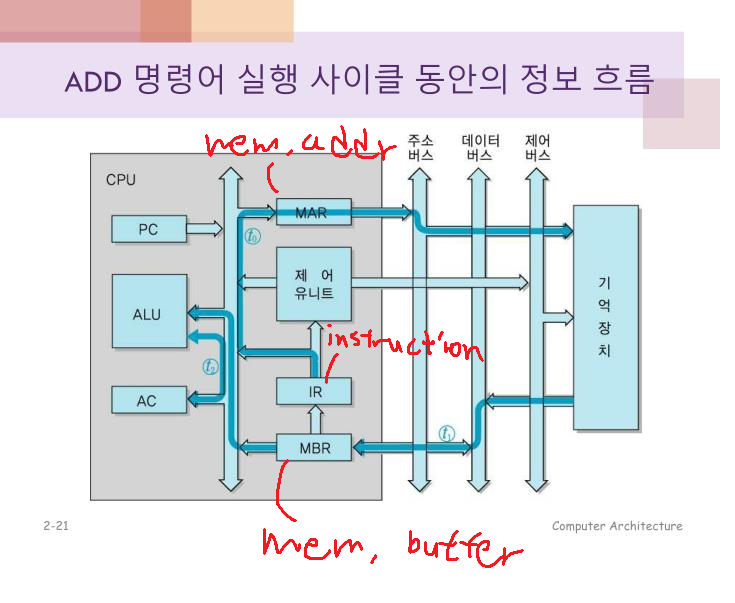 ADD 명령어 실행 사이클 동안의 정보 흐름
mem. addr
주소
버스
데이터
버스
제어
버스
CPU
MAR
PC
t₀
제 어
유니트
기
억
장
치
ALU
instruction
t₂
IR
AC
t₁
MBR
2-21
Computer Architecture
mem. buffer